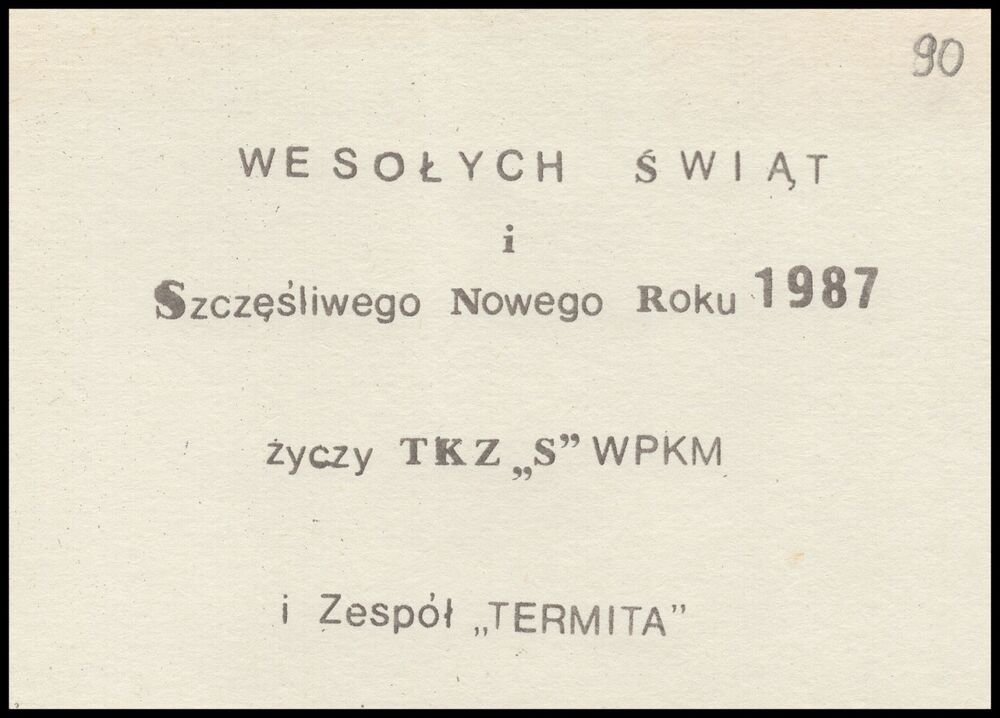 90
WESOŁYCH ŚWIĄT
i
Szczęśliwego Nowego Roku 1987
życzy TKZ „S” WPKM
i Zespół „TERMITA”